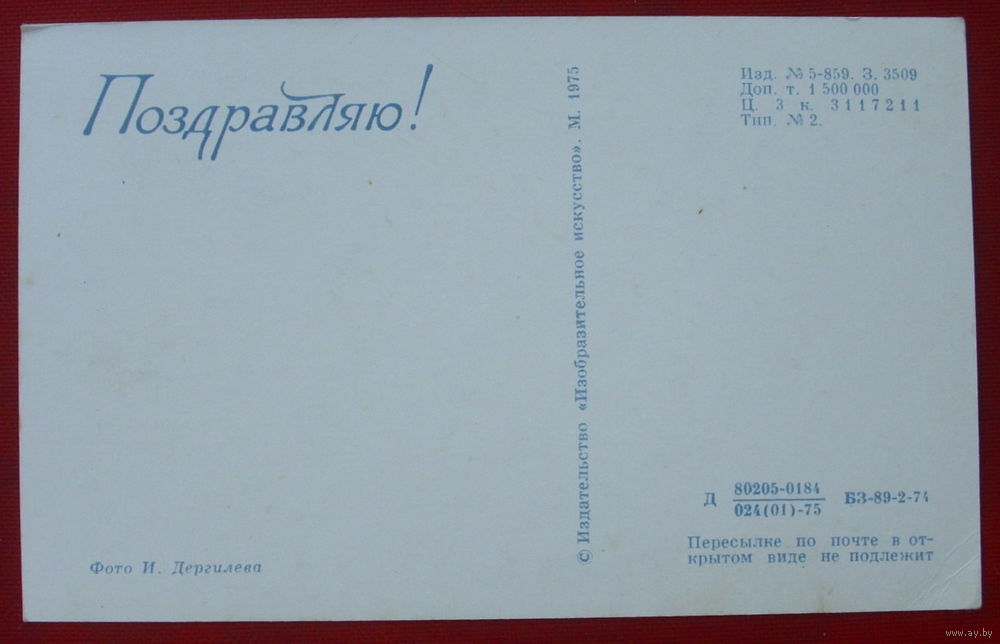 Поздравляю!
Фото И. Дергилева
© Издательство «Изобразительное искусство». М. 1975
Изд. № 5-859. З. 3509
Доп. т. 1 500 000
Ц. 3 к. 3117211
Тип. № 2.
Д 80205-0184 БЗ-89-2-74
024(01)-75
Пересылке по почте в от-
крытом виде не подлежит
www.ay.by